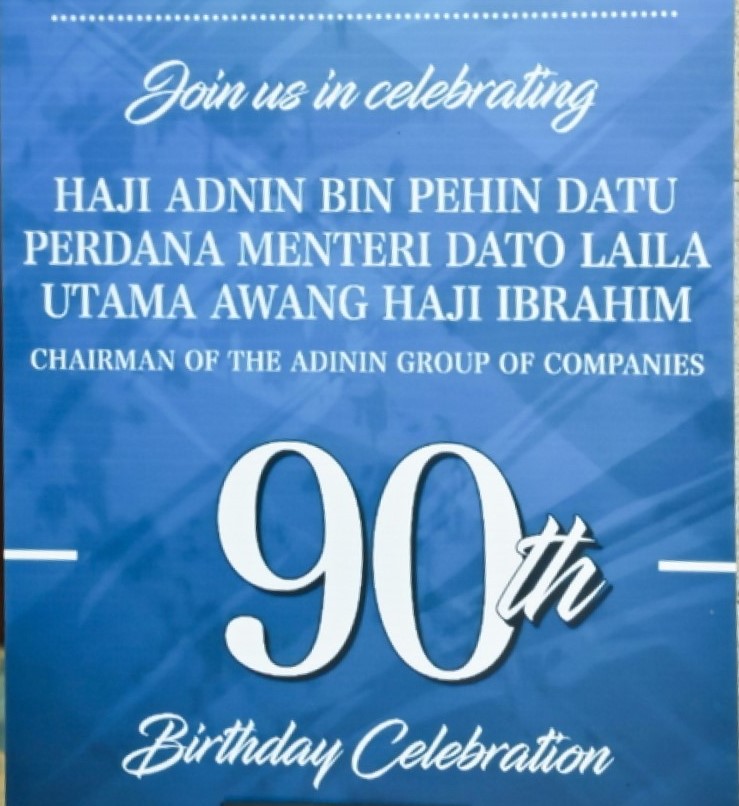 Join us in celebrating
HAJI ADNIN BIN PEHIN DATU
PERDANA MENTERI DATO LAILA
UTAMA AWANG HAJI IBRAHIM
CHAIRMAN OF THE ADININ GROUP OF COMPANIES
90th
Birthday Celebration